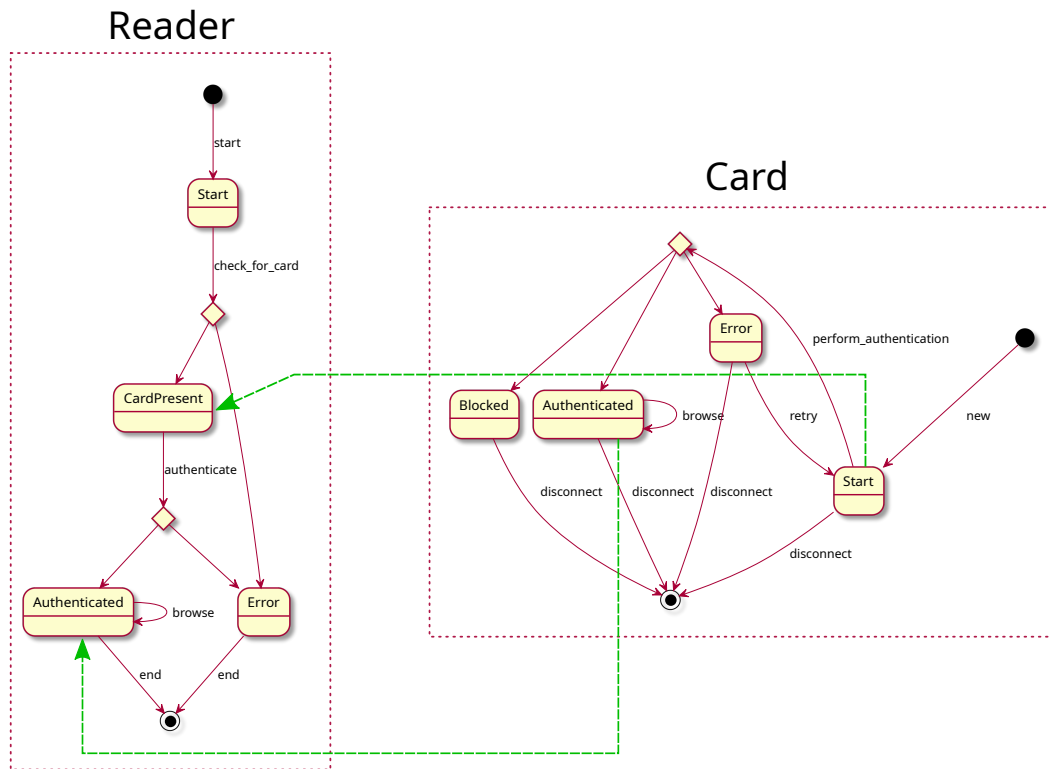 Reader
start
Start
check_for_card
CardPresent
authenticate
Authenticated
browse
Error
end
end
Card
Error
perform_authentication
Blocked
Authenticated
browse
retry
new
Start
disconnect
disconnect
disconnect
disconnect